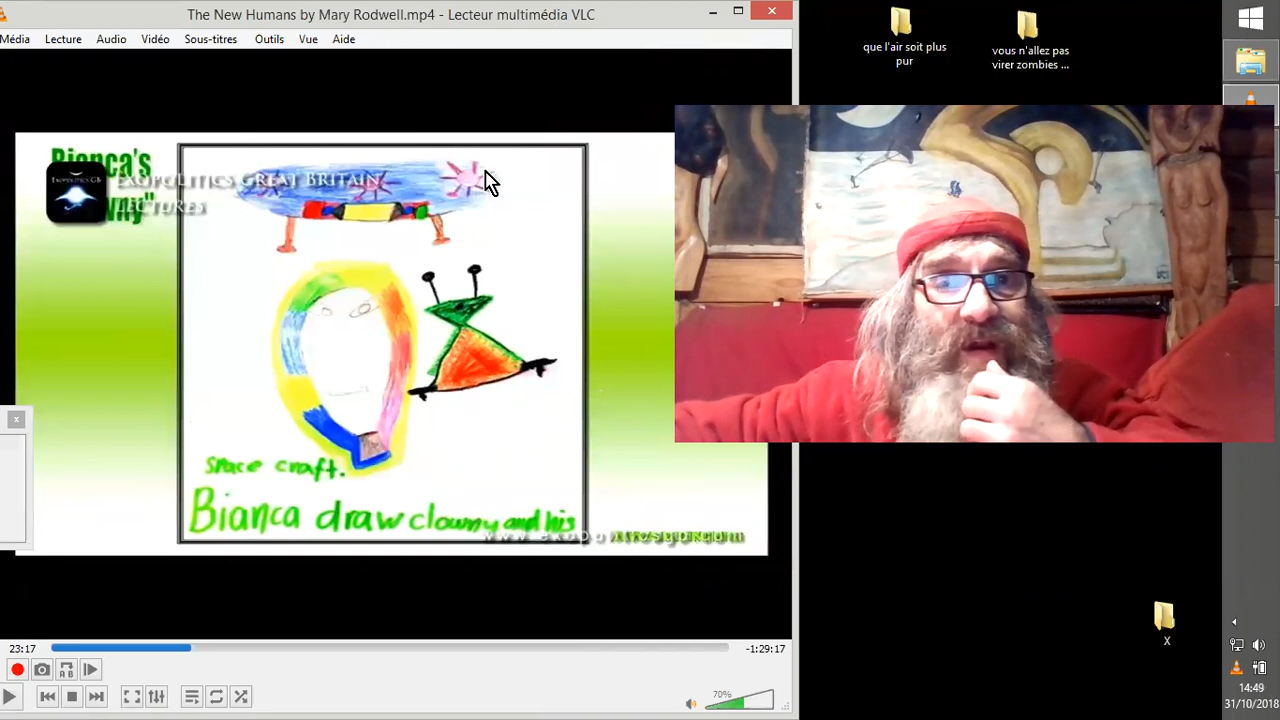 The New Humans by Mary Rodwell.mp4 - Lecteur multimédia VLC
Média Lecture Audio Vidéo Sous-titres Outils Vue Aide
que l'air soit plus
pur
vous n'allez pas
virer zombies ...
Bianca's
EXOPOLITICS GREAT BRITAIN
LECTURES
Space craft.
Bianca draw clowny and his
23:17
-1:29:17
70%
X
14:49
31/10/2018